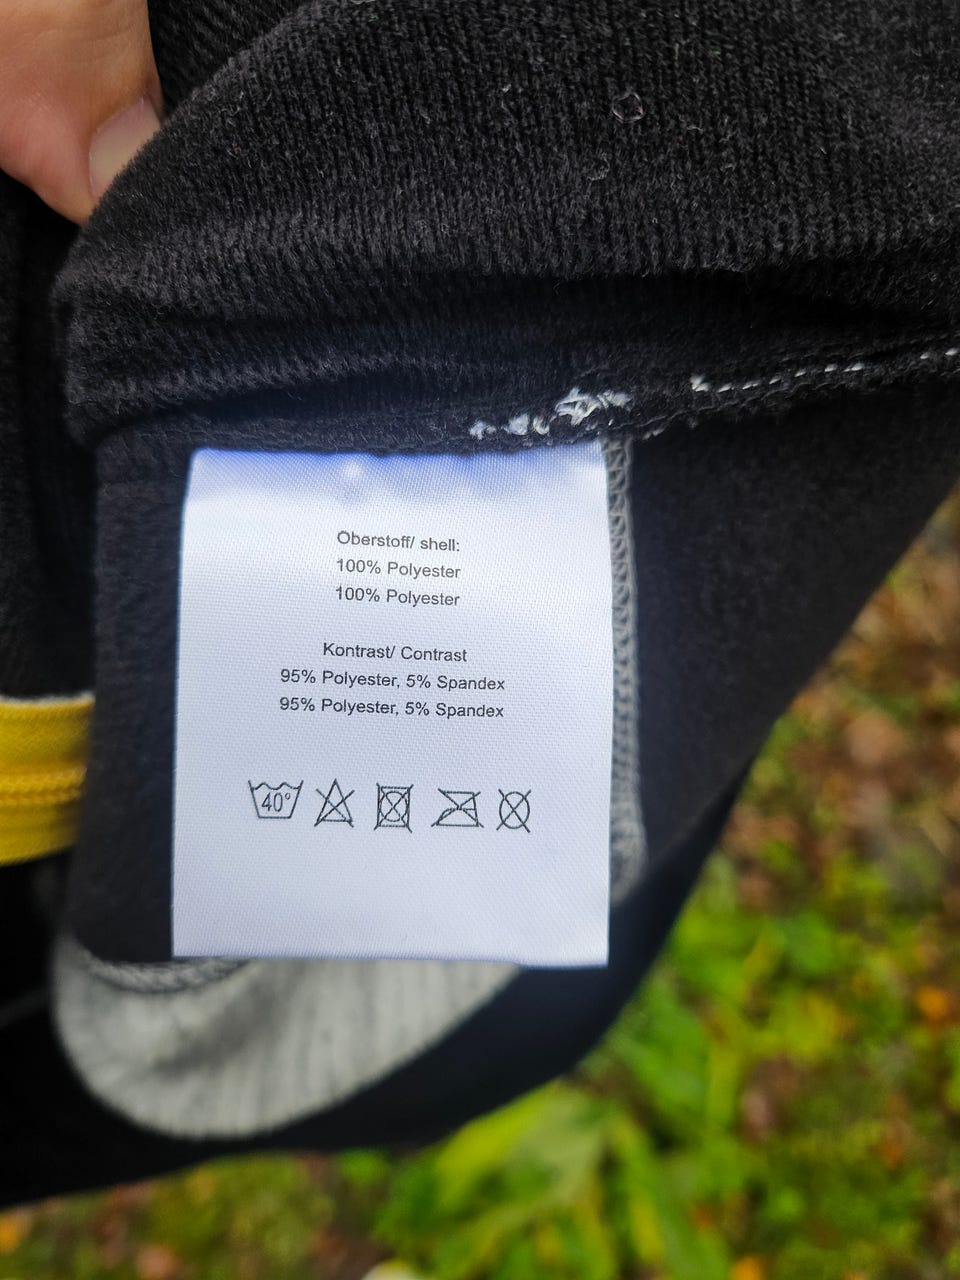 Oberstoff/ shell:
100% Polyester
100% Polyester
Kontrast/ Contrast
95% Polyester, 5% Spandex
95% Polyester, 5% Spandex
40°